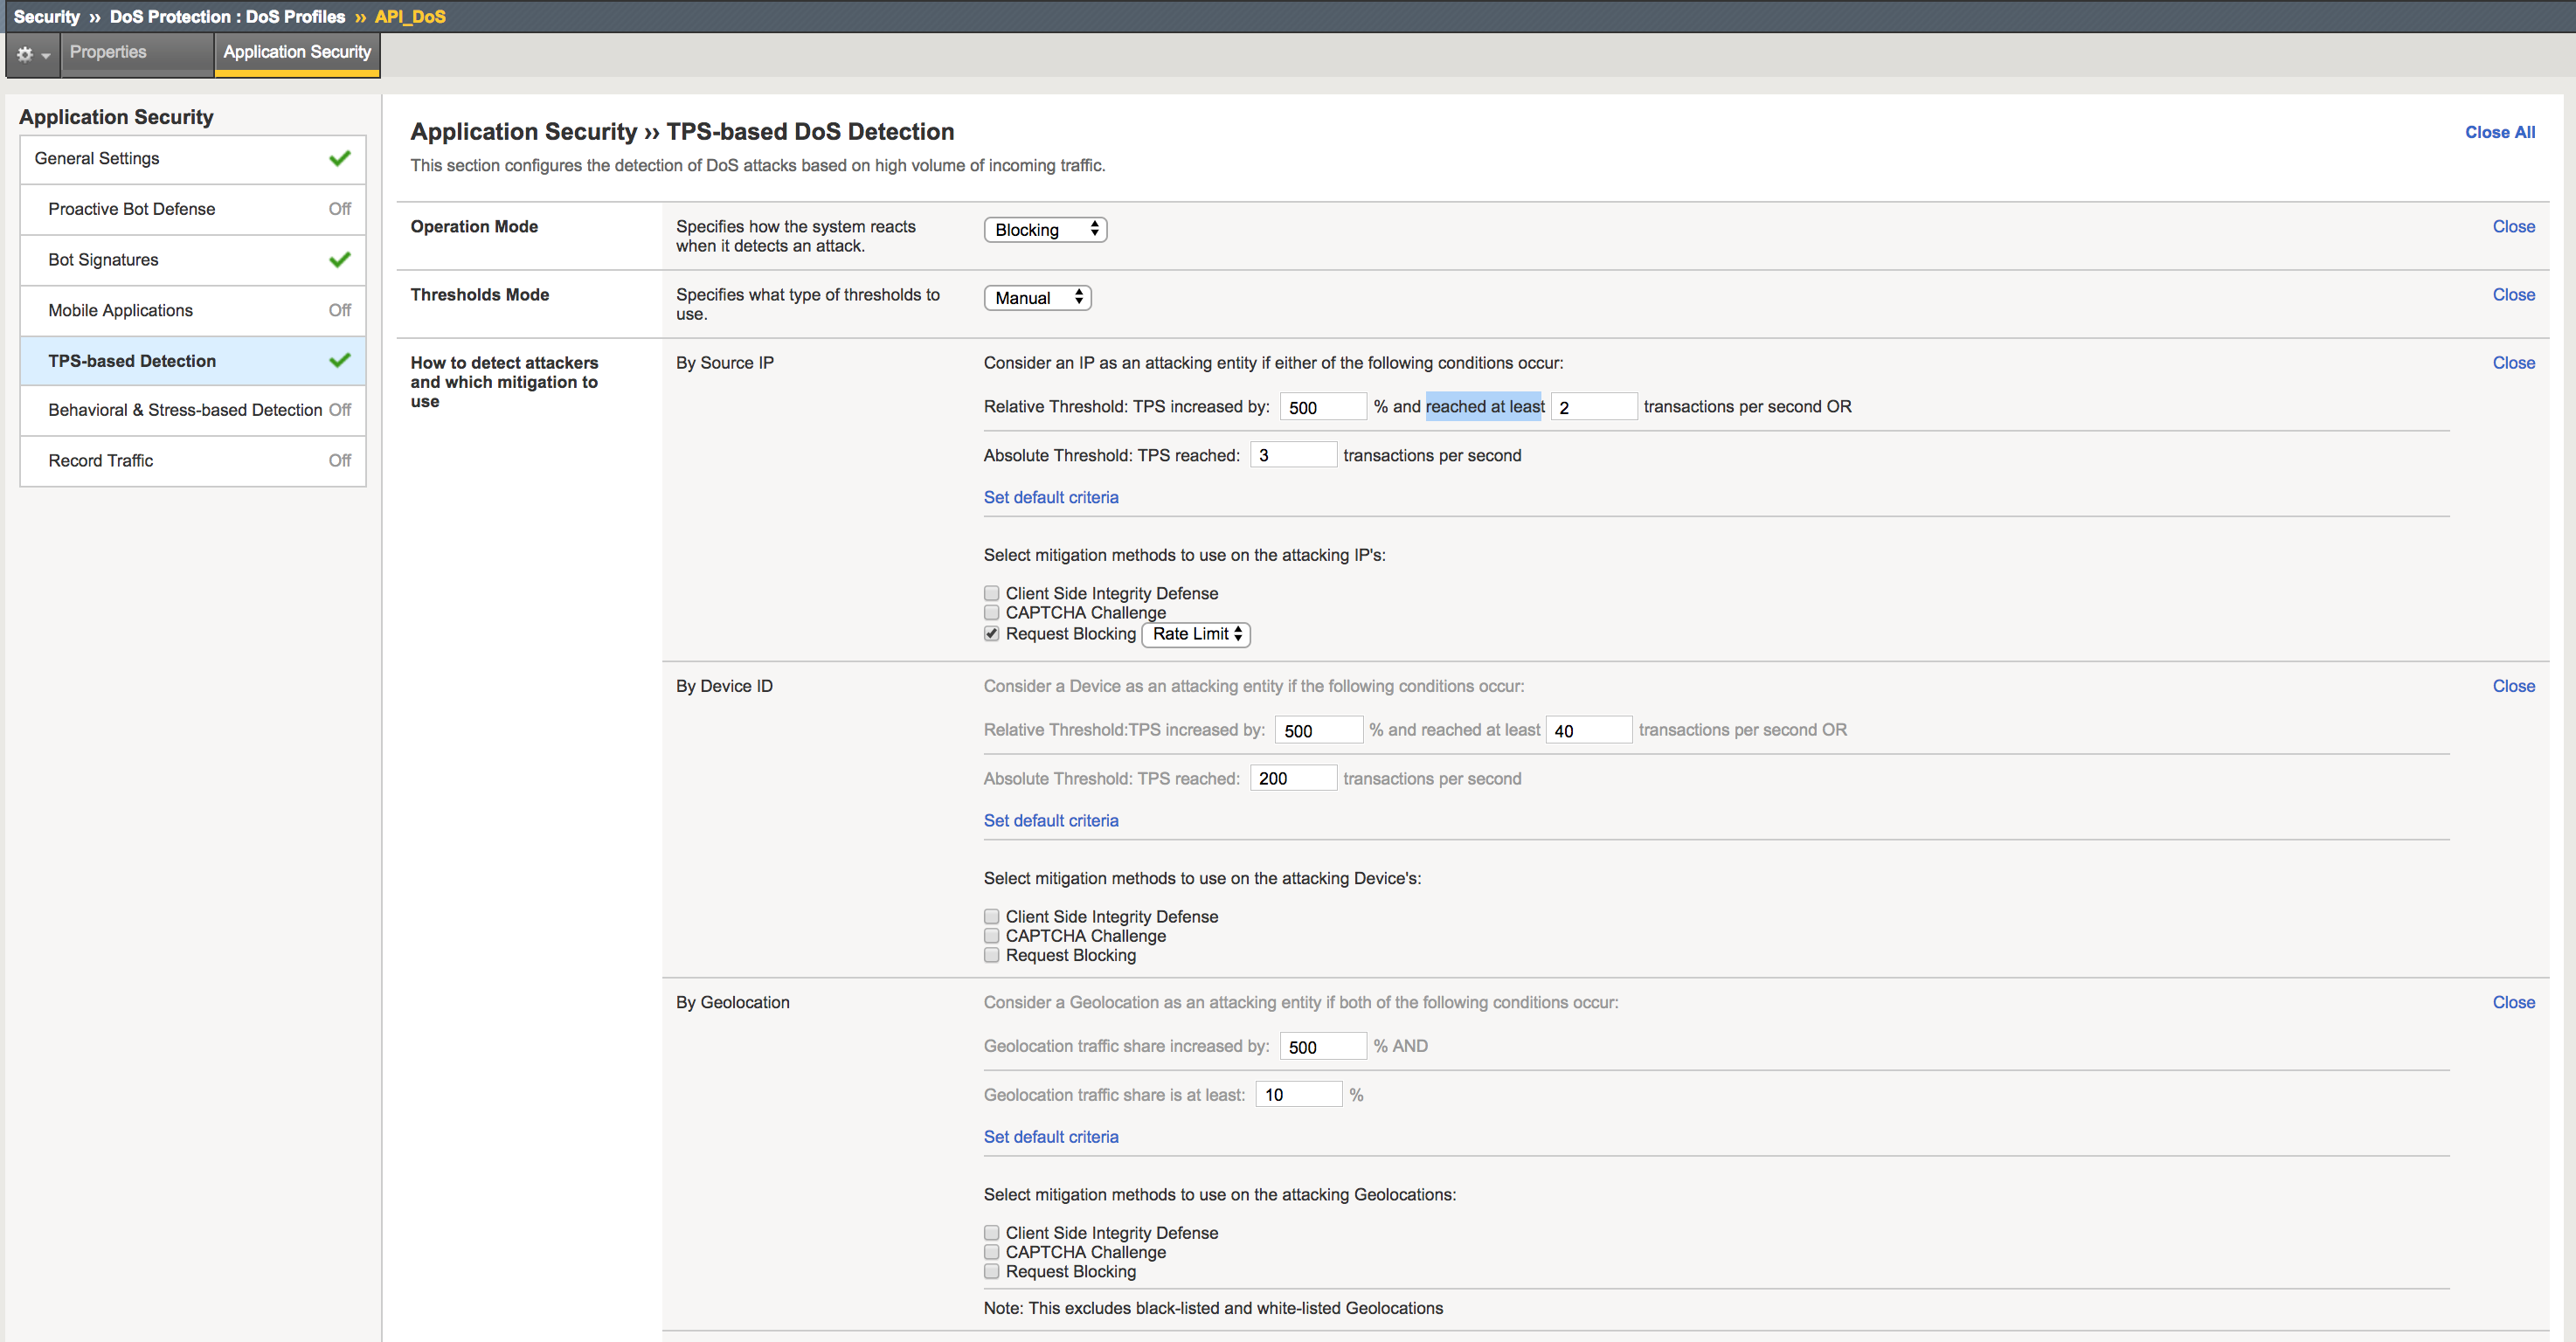 Security ›› DoS Protection : DoS Profiles ›› API_DoS
Properties
Application Security
Application Security
General Settings
Proactive Bot Defense Off
Bot Signatures
Mobile Applications Off
TPS-based Detection
Behavioral & Stress-based Detection Off
Record Traffic Off
Application Security ›› TPS-based DoS Detection
Close All
This section configures the detection of DoS attacks based on high volume of incoming traffic.
Operation Mode
Specifies how the system reacts
when it detects an attack.
Blocking
Close
Thresholds Mode
Specifies what type of thresholds to
use.
Manual
Close
How to detect attackers
and which mitigation to
use
By Source IP
Consider an IP as an attacking entity if either of the following conditions occur:
Close
Relative Threshold: TPS increased by: 500 % and reached at least 2 transactions per second OR
Absolute Threshold: TPS reached: 3 transactions per second
Set default criteria
Select mitigation methods to use on the attacking IP's:
Client Side Integrity Defense
CAPTCHA Challenge
Request Blocking Rate Limit
By Device ID
Consider a Device as an attacking entity if the following conditions occur:
Close
Relative Threshold:TPS increased by: 500 % and reached at least 40 transactions per second OR
Absolute Threshold: TPS reached: 200 transactions per second
Set default criteria
Select mitigation methods to use on the attacking Device's:
Client Side Integrity Defense
CAPTCHA Challenge
Request Blocking
By Geolocation
Consider a Geolocation as an attacking entity if both of the following conditions occur:
Close
Geolocation traffic share increased by: 500 % AND
Geolocation traffic share is at least: 10 %
Set default criteria
Select mitigation methods to use on the attacking Geolocations:
Client Side Integrity Defense
CAPTCHA Challenge
Request Blocking
Note: This excludes black-listed and white-listed Geolocations